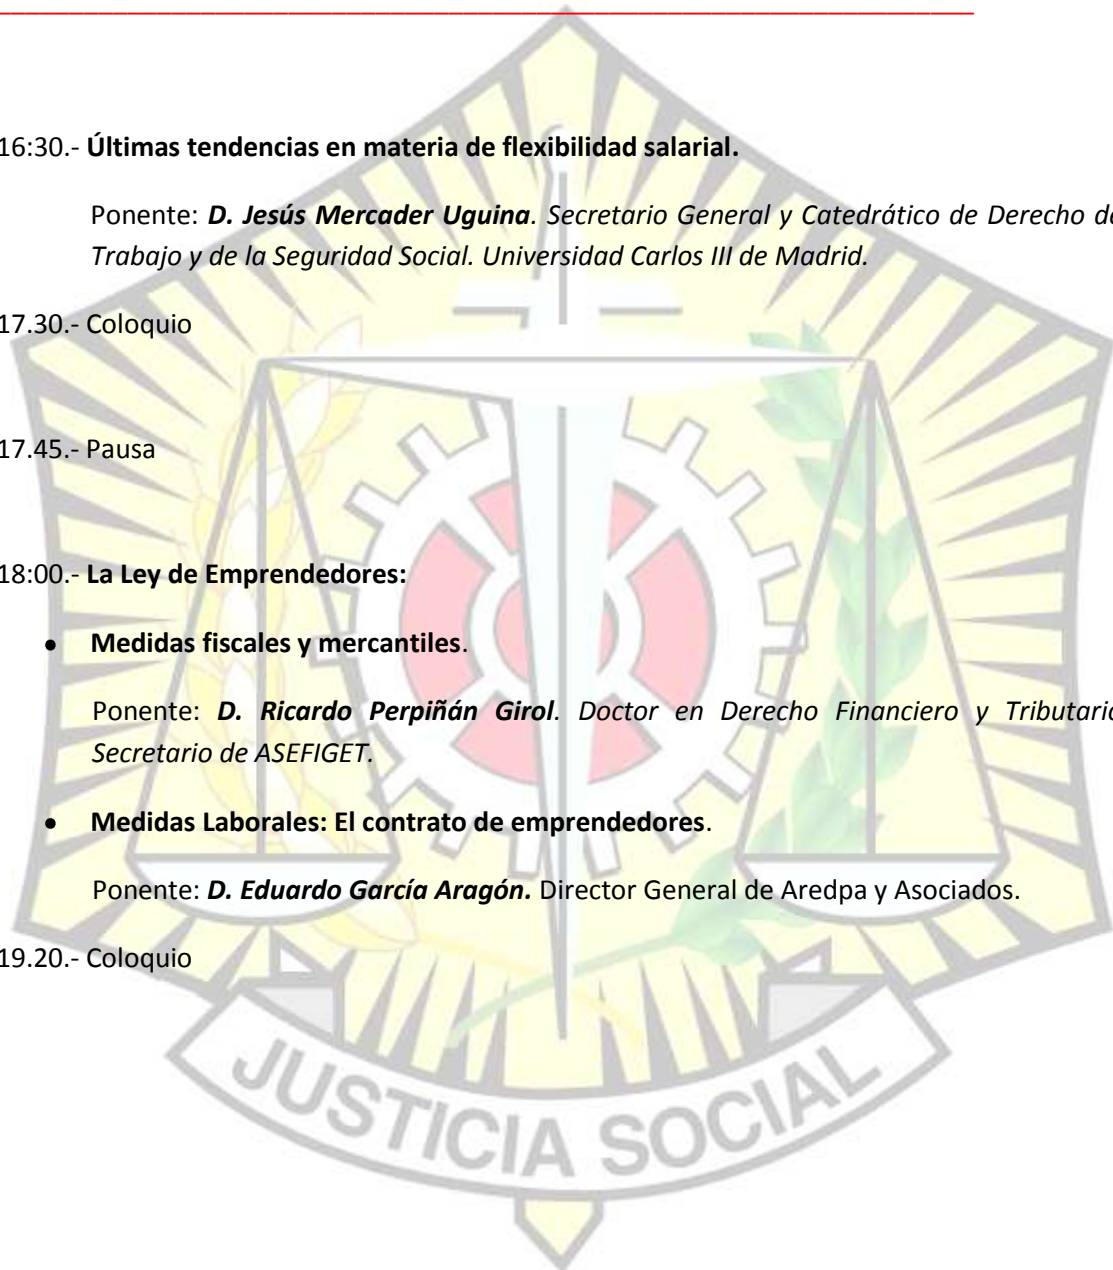 16:30.- Últimas tendencias en materia de flexibilidad salarial.
Ponente: D. Jesús Mercader Uguina. Secretario General y Catedrático de Derecho de
Trabajo y de la Seguridad Social. Universidad Carlos III de Madrid.
17.30.- Coloquio
17.45.- Pausa
18:00.- La Ley de Emprendedores:
• Medidas fiscales y mercantiles.
Ponente: D. Ricardo Perpiñán Girol. Doctor en Derecho Financiero y Tributario
Secretario de ASEFIGET.
• Medidas Laborales: El contrato de emprendedores.
Ponente: D. Eduardo García Aragón. Director General de Aredpa y Asociados.
19.20.- Coloquio
JUSTICIA SOCIAL